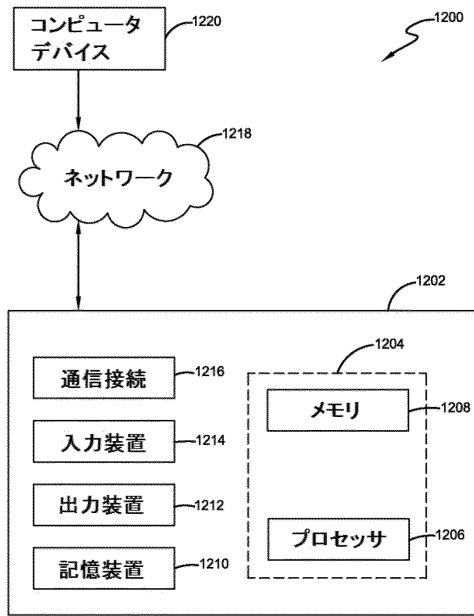 コンピュータ
デバイス
1220
1200
1218
ネットワーク
1202
1204
通信接続
1216
メモリ
1208
入力装置
1214
出力装置
1212
プロセッサ
1206
記憶装置
1210